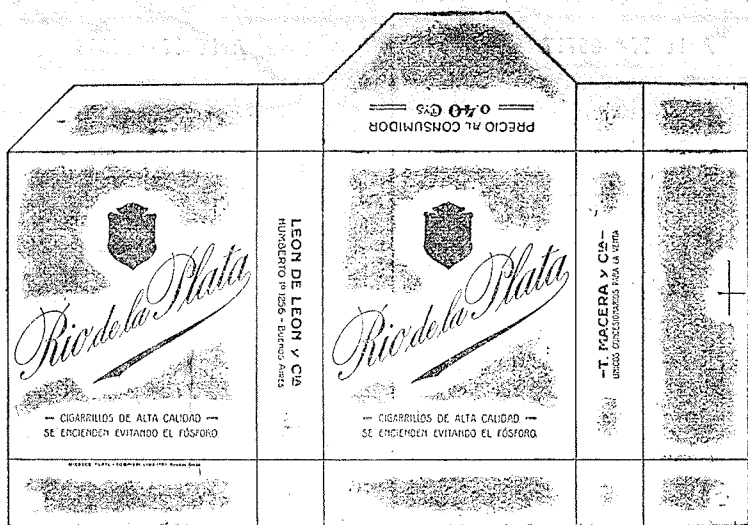 PRECIO AL CONSUMIDOR
0.40 CVS
Rio de la Plata
CIGARRILLOS DE ALTA CALIDAD
SE ENCIENDEN EVITANDO EL FÓSFORO
LEON DE LEON Y CIA
HUMBERTO 1º 1256 - BUENOS AIRES
Rio de la Plata
CIGARRILLOS DE ALTA CALIDAD
SE ENCIENDEN EVITANDO EL FÓSFORO
-T. MACERA Y CIA-
UNICOS CONCESIONARIOS PARA LA VENTA